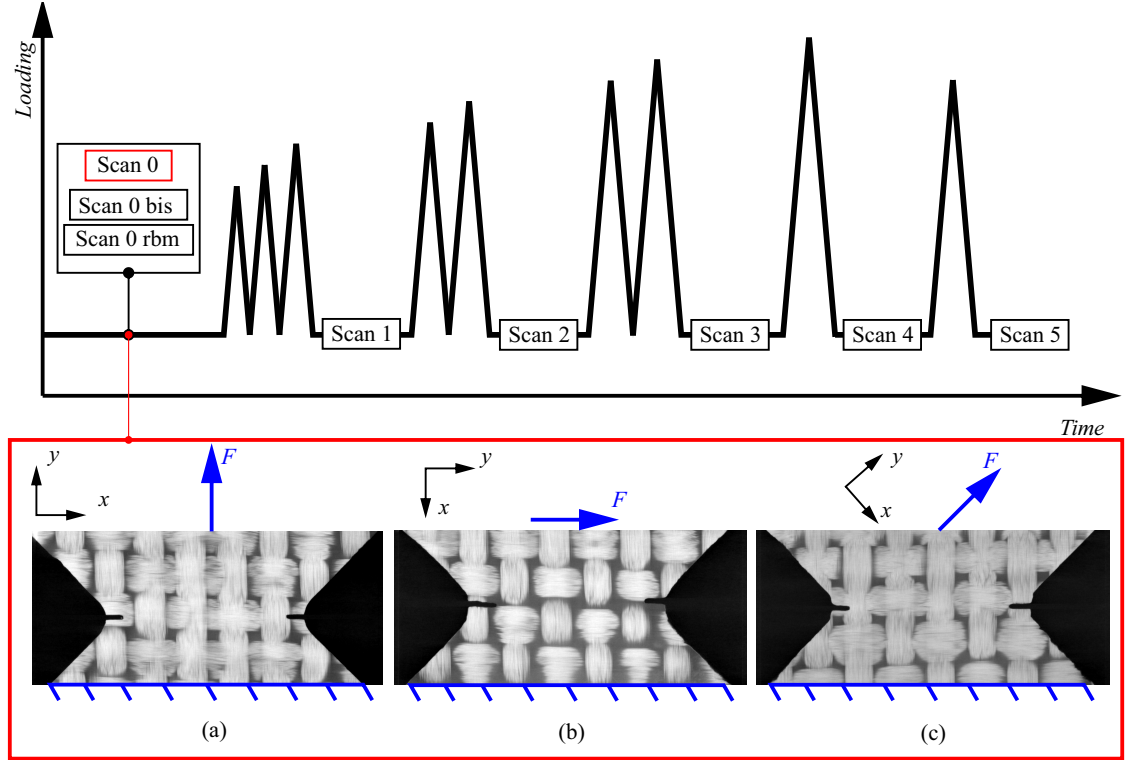 Loading
Scan 0
Scan 0 bis
Scan 0 rbm
Scan 1
Scan 2
Scan 3
Scan 4
Scan 5
Time
y
x
F
y
x
F
y
x
F
(a)
(b)
(c)